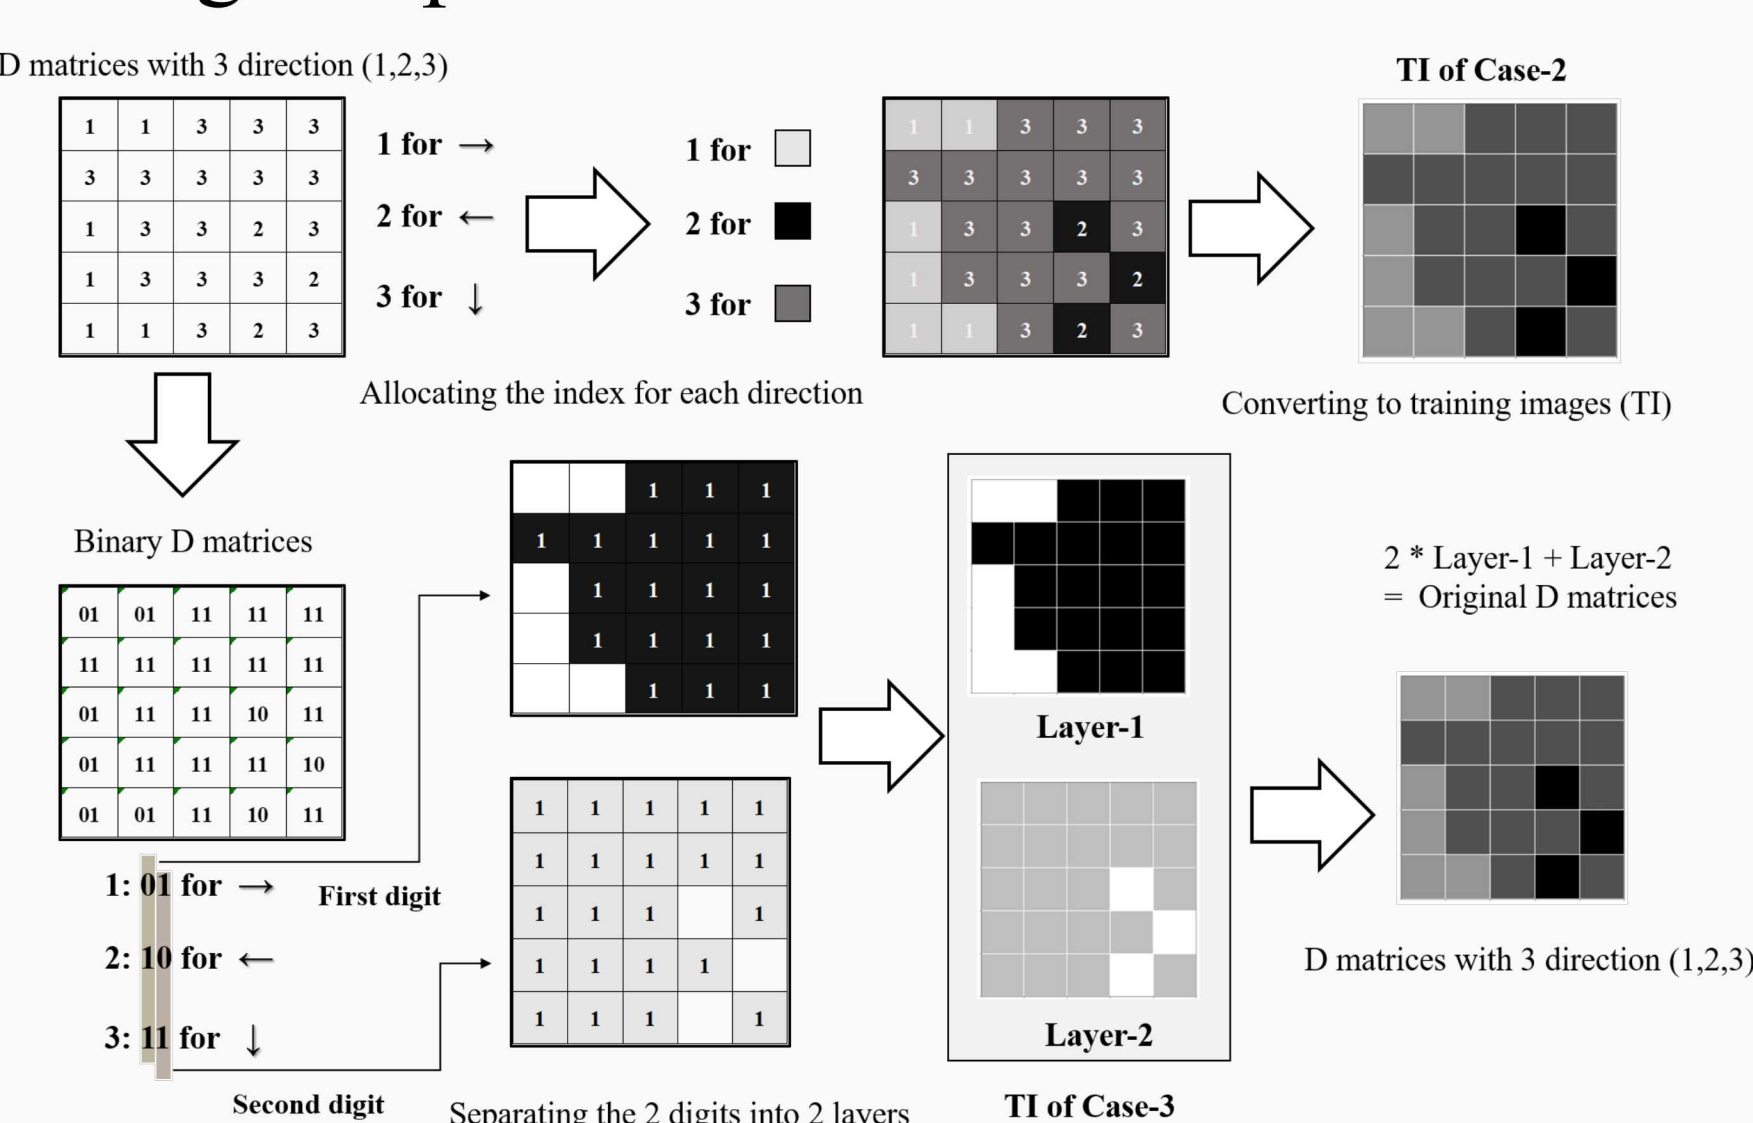 D matrices with 3 direction (1,2,3)
1 1 3 3 3
3 3 3 3 3
1 3 3 2 3
1 3 3 3 2
1 1 3 2 3
1 for →
2 for ←
3 for ↓
Allocating the index for each direction
1 for
2 for
3 for
1 1 3 3 3
3 3 3 3 3
1 3 3 2 3
1 3 3 3 2
1 1 3 2 3
TI of Case-2
Converting to training images (TI)
Binary D matrices
01 01 11 11 11
11 11 11 11 11
01 11 11 10 11
01 11 11 11 10
01 01 11 10 11
1: 01 for →
2: 10 for ←
3: 11 for ↓
First digit
Second digit
1 1 1
1 1 1 1 1
1 1 1 1
1 1 1 1
1 1 1
1 1 1 1 1
1 1 1 1 1
1 1 1 1
1 1 1 1
1 1 1 1
Separating the 2 digits into 2 layers
Layer-1
Layer-2
TI of Case-3
2 * Layer-1 + Layer-2
= Original D matrices
D matrices with 3 direction (1,2,3)